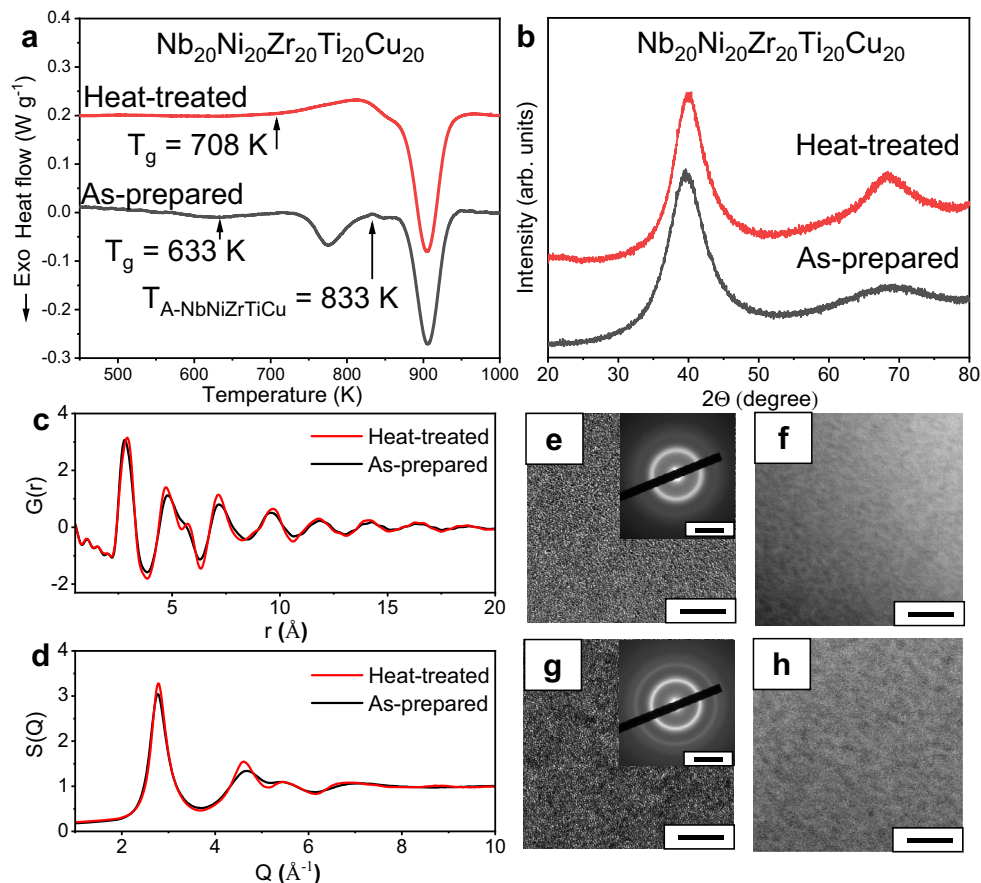 a
Nb20Ni20Zr20Ti20Cu20
Heat-treated
Tg = 708 K
As-prepared
Tg = 633 K
TA-NbNiZrTiCu = 833 K
Exo Heat flow (W g-1)
0.4
0.3
0.2
0.1
0.0
-0.1
-0.2
-0.3
500 600 700 800 900 1000
Temperature (K)
b
Nb20Ni20Zr20Ti20Cu20
Heat-treated
As-prepared
Intensity (arb. units)
20 30 40 50 60 70 80
2Θ (degree)
c
Heat-treated
As-prepared
G(r)
4
2
0
-2
5 10 15 20
r (Å)
d
Heat-treated
As-prepared
S(Q)
4
3
2
1
0
2 4 6 8 10
Q (Å-1)
e
f
g
h